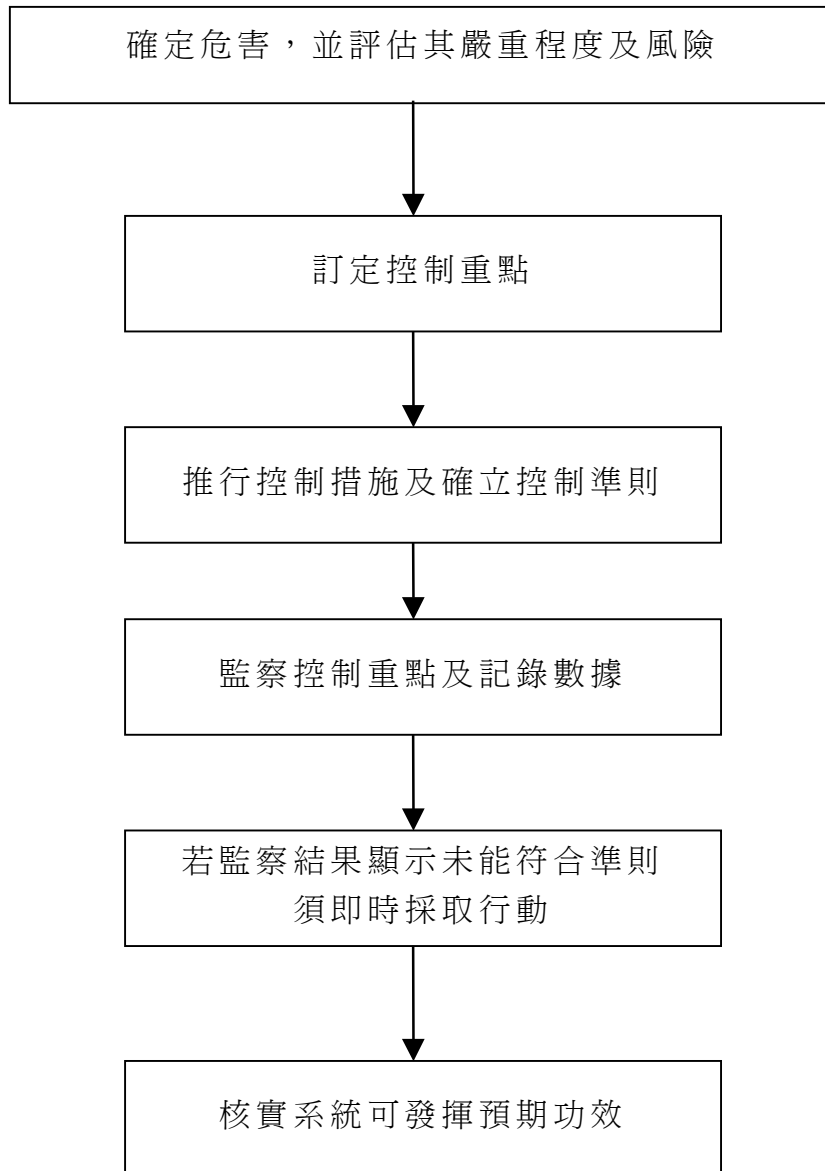 確定危害，並評估其嚴重程度及風險
訂定控制重點
推行控制措施及確立控制準則
監察控制重點及記錄數據
若監察結果顯示未能符合準則
須即時採取行動
核實系統可發揮預期功效